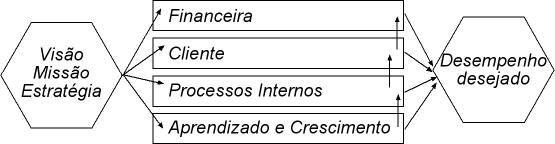 Visão
Missão
Estratégia
Financeira
Cliente
Processos Internos
Aprendizado e Crescimento
Desempenho
desejado